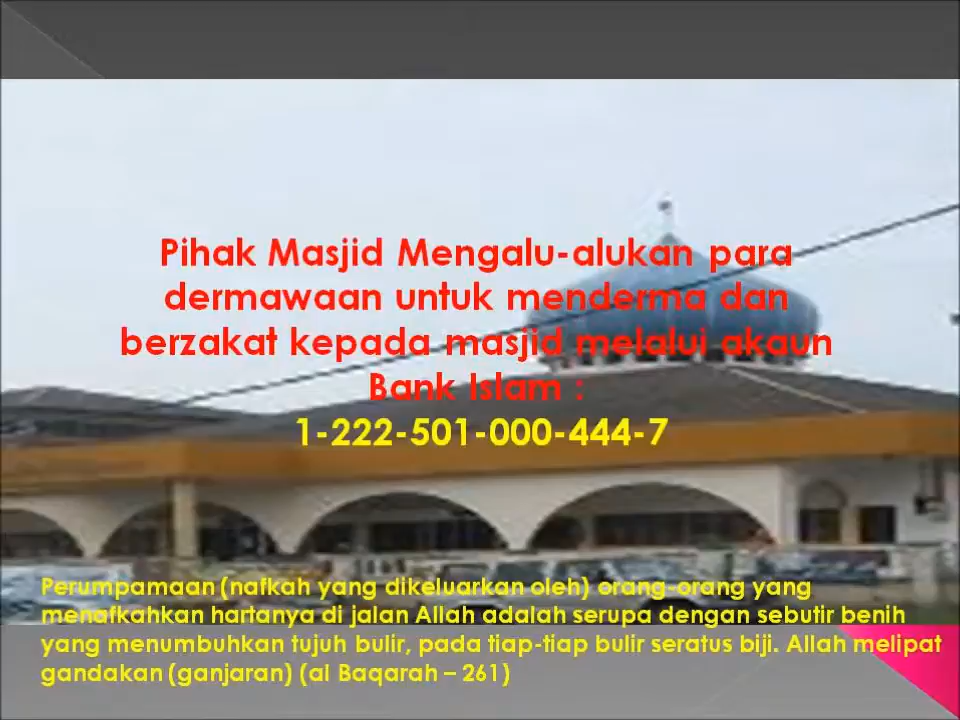 Pihak Masjid Mengalu-alukan para
dermawaan untuk menderma dan
berzakat kepada masjid melalui akaun
Bank Islam :
1-222-501-000-444-7
Perumpamaan (nafkah yang dikeluarkan oleh) orang-orang yang
menafkahkan hartanya di jalan Allah adalah serupa dengan sebutir benih
yang menumbuhkan tujuh bulir, pada tiap-tiap bulir seratus biji. Allah melipat
gandakan (ganjaran) (al Baqarah – 261)